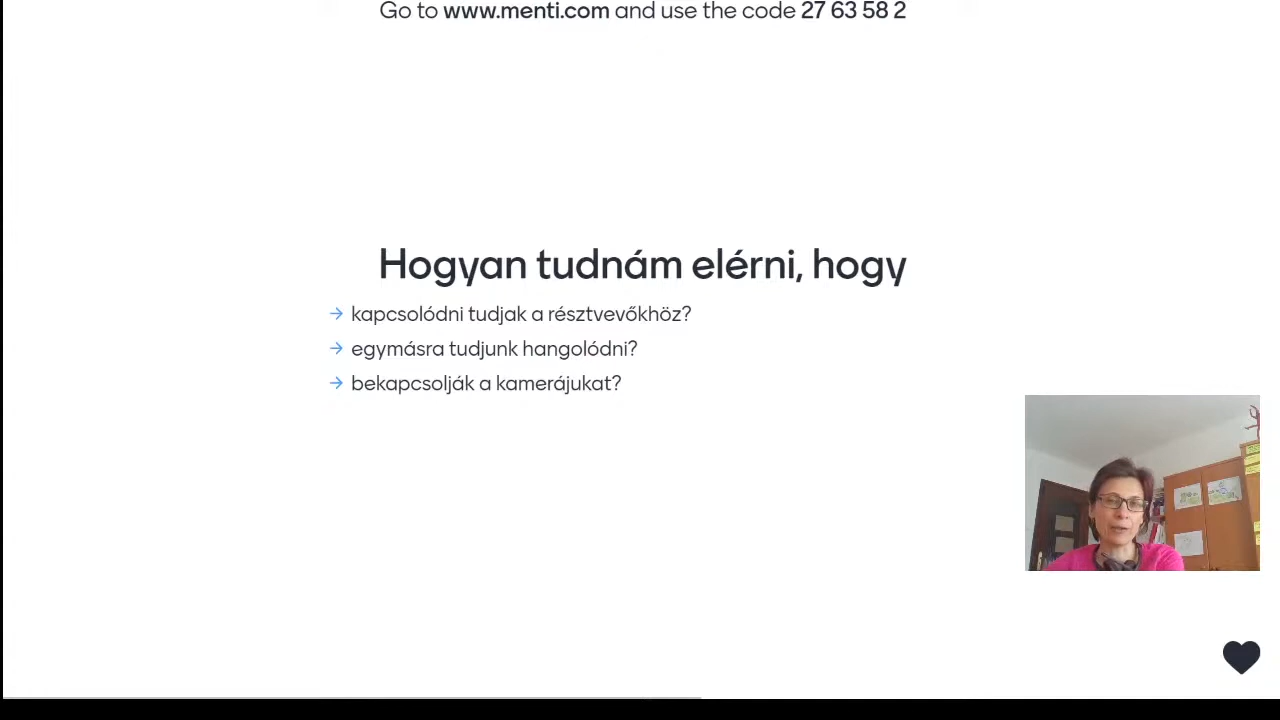 Go to www.menti.com and use the code 27 63 58 2
Hogyan tudnám elérni, hogy
→ kapcsolódni tudjak a résztvevőkhöz?
→ egymásra tudjunk hangolódni?
→ bekapcsolják a kamerájukat?